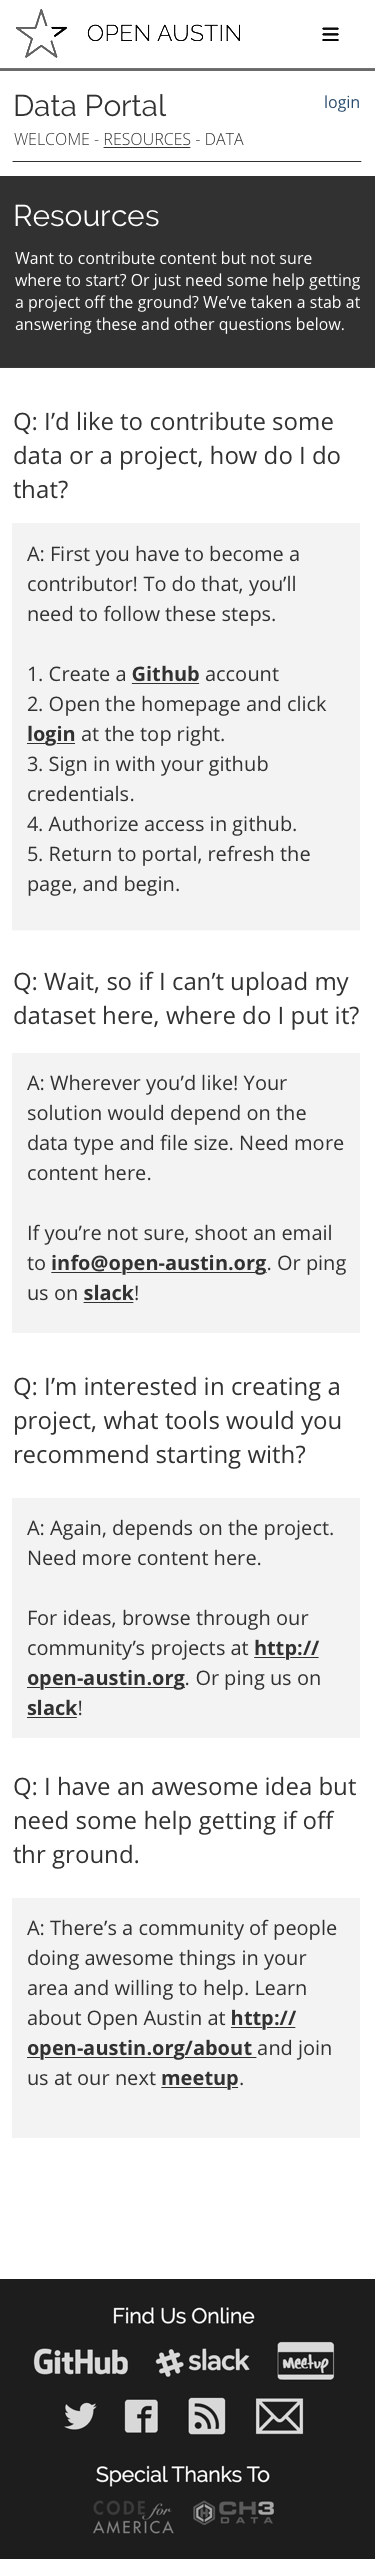 OPEN AUSTIN
Data Portal
login
WELCOME - RESOURCES - DATA
Resources
Want to contribute content but not sure
where to start? Or just need some help getting
a project off the ground? We’ve taken a stab at
answering these and other questions below.
Q: I’d like to contribute some
data or a project, how do I do
that?
A: First you have to become a
contributor! To do that, you’ll
need to follow these steps.
1. Create a Github account
2. Open the homepage and click
login at the top right.
3. Sign in with your github
credentials.
4. Authorize access in github.
5. Return to portal, refresh the
page, and begin.
Q: Wait, so if I can’t upload my
dataset here, where do I put it?
A: Wherever you’d like! Your
solution would depend on the
data type and file size. Need more
content here.
If you’re not sure, shoot an email
to info@open-austin.org. Or ping
us on slack!
Q: I’m interested in creating a
project, what tools would you
recommend starting with?
A: Again, depends on the project.
Need more content here.
For ideas, browse through our
community’s projects at http://
open-austin.org. Or ping us on
slack!
Q: I have an awesome idea but
need some help getting if off
thr ground.
A: There’s a community of people
doing awesome things in your
area and willing to help. Learn
about Open Austin at http://
open-austin.org/about and join
us at our next meetup.
Find Us Online
GitHub slack Meetup
Special Thanks To
CODE for
AMERICA
CH3
DATA